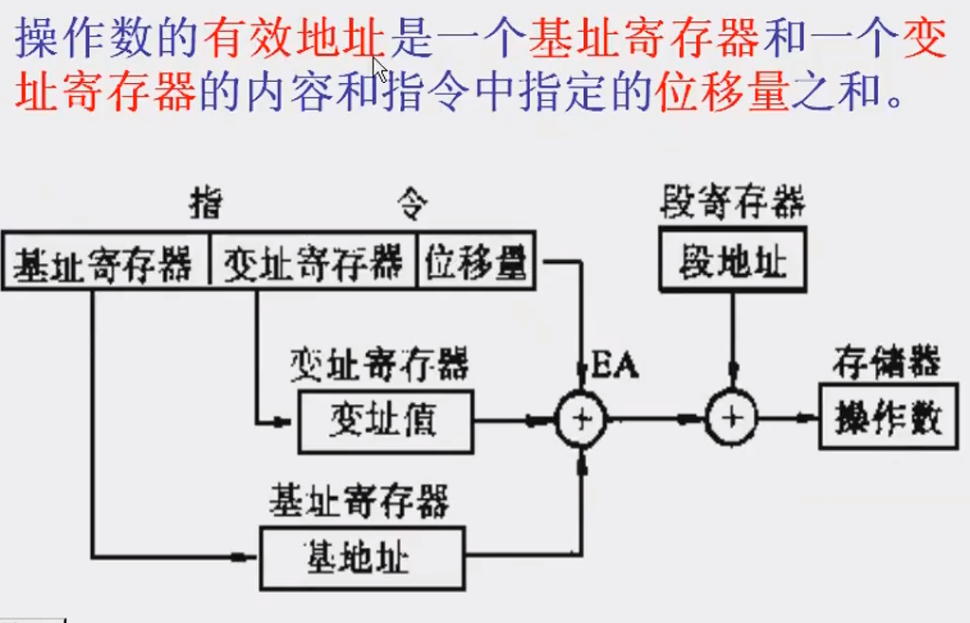 操作数的有效地址是一个基址寄存器和一个变
址寄存器的内容和指令中指定的位移量之和。
指 令
段寄存器
基址寄存器 变址寄存器 位移量
段地址
变址寄存器
EA
存储器
变址值
+
+
操作数
基址寄存器
基地址